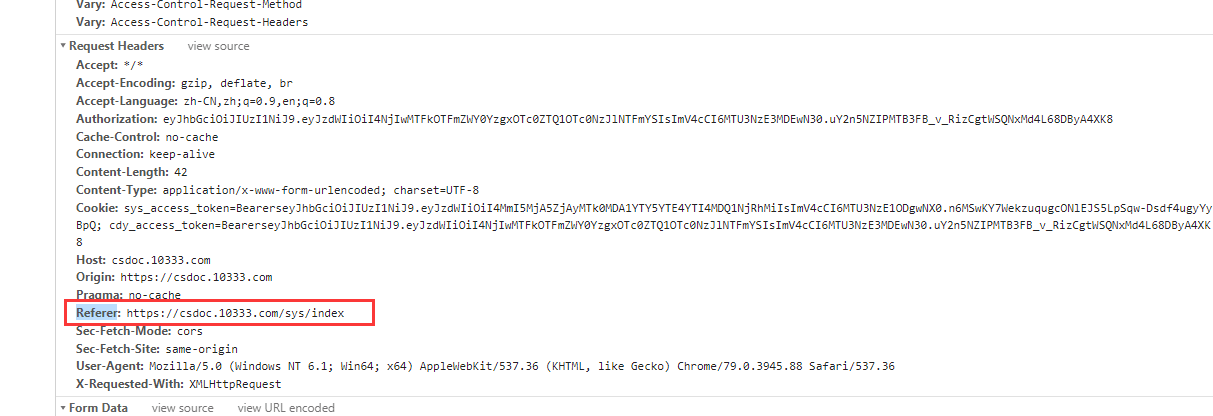 Vary: Access-Control-Request-Method
Vary: Access-Control-Request-Headers
Request Headers view source
Accept: */*
Accept-Encoding: gzip, deflate, br
Accept-Language: zh-CN,zh;q=0.9,en;q=0.8
Authorization: eyJhbGciOiJIUzI1NiJ9.eyJzdWIiOiI4NjIwMTFkOTFmZWY0YzgxOTc0ZTQ1OTc0NzJlNTFmYSIsImV4cCI6MTU3NzE3MDEwN30.uY2n5NZIPMTB3FB_v_RizCgtWSQNxMd4L68DByA4XK8
Cache-Control: no-cache
Connection: keep-alive
Content-Length: 42
Content-Type: application/x-www-form-urlencoded; charset=UTF-8
Cookie: sys_access_token=BearerseyJhbGciOiJIUzI1NiJ9.eyJzdWIiOiI4MmI5MjA5ZjAyMTk0MDA1YTY5YTE4YTI4MDQ1NjRhMiIsImV4cCI6MTU3NzE1ODgwNX0.n6MSwKY7WekzuqugcONlEJS5LpSqw-Dsdf4ugyYy
BpQ; cdy_access_token=BearerseyJhbGciOiJIUzI1NiJ9.eyJzdWIiOiI4NjIwMTFkOTFmZWY0YzgxOTc0ZTQ1OTc0NzJlNTFmYSIsImV4cCI6MTU3NzE3MDEwN30.uY2n5NZIPMTB3FB_v_RizCgtWSQNxMd4L68DByA4XK
8
Host: csdoc.10333.com
Origin: https://csdoc.10333.com
Pragma: no-cache
Referer: https://csdoc.10333.com/sys/index
Sec-Fetch-Mode: cors
Sec-Fetch-Site: same-origin
User-Agent: Mozilla/5.0 (Windows NT 6.1; Win64; x64) AppleWebKit/537.36 (KHTML, like Gecko) Chrome/79.0.3945.88 Safari/537.36
X-Requested-With: XMLHttpRequest
Form Data view source view URL encoded